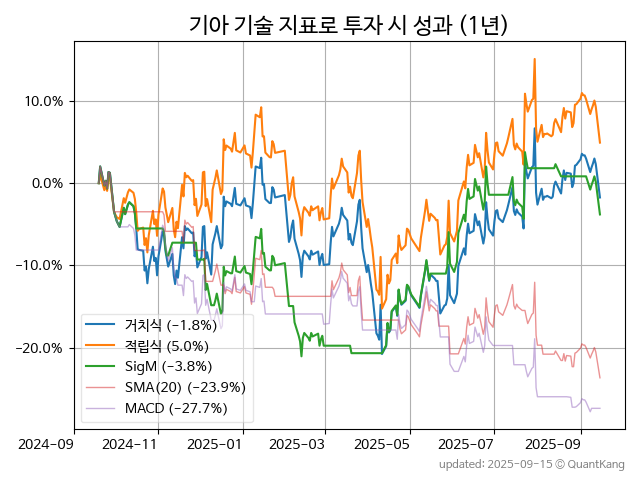 기아 기술 지표로 투자 시 성과 (1년)
10.0%
0.0%
−10.0%
−20.0%
거치식 (−1.8%)
적립식 (5.0%)
SigM (−3.8%)
SMA(20) (−23.9%)
MACD (−27.7%)
2024-09 2024-11 2025-01 2025-03 2025-05 2025-07 2025-09
updated: 2025-09-15 © QuantKang